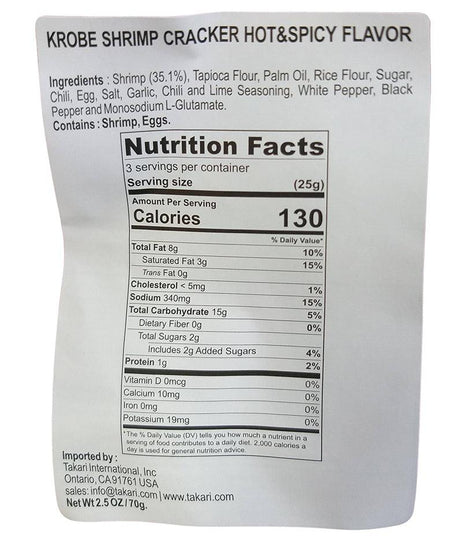 KROBE SHRIMP CRACKER HOT&SPICY FLAVOR
Ingredients : Shrimp (35.1%), Tapioca Flour, Palm Oil, Rice Flour, Sugar,
Chili, Egg, Salt, Garlic, Chili and Lime Seasoning, White Pepper, Black
Pepper and Monosodium L-Glutamate.
Contains : Shrimp, Eggs.
Nutrition Facts
3 servings per container
Serving size (25g)
Amount Per Serving
Calories 130
% Daily Value*
Total Fat 8g 10%
Saturated Fat 3g 15%
Trans Fat 0g
Cholesterol < 5mg 1%
Sodium 340mg 15%
Total Carbohydrate 15g 5%
Dietary Fiber 0g 0%
Total Sugars 2g
Includes 2g Added Sugars 4%
Protein 1g 2%
Vitamin D 0mcg 0%
Calcium 10mg 0%
Iron 0mg 0%
Potassium 19mg 0%
*The % Daily Value (DV) tells you how much a nutrient in a
serving of food contributes to a daily diet. 2,000 calories a
day is used for general nutrition advice.
Imported by :
Takari International, Inc
Ontario, CA91761 USA
sales: info@takari.com | www.takari.com
Net Wt 2.5 OZ / 70g.